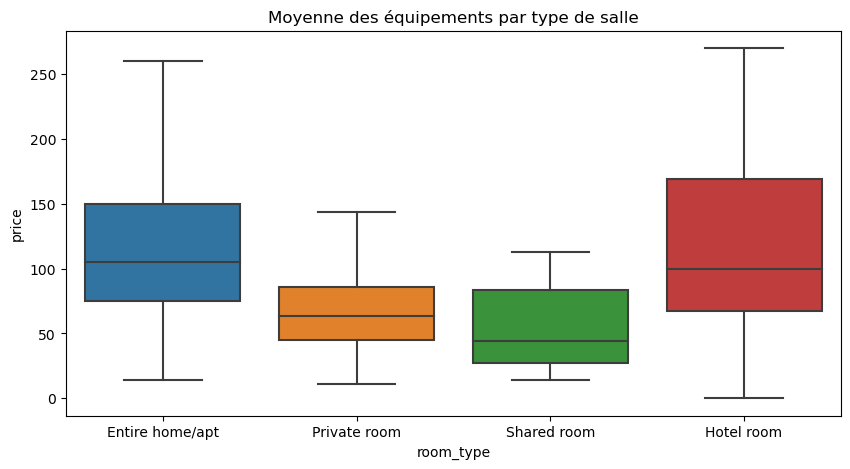 Moyenne des équipements par type de salle
price
250
200
150
100
50
0
Entire home/apt
Private room
Shared room
Hotel room
room_type